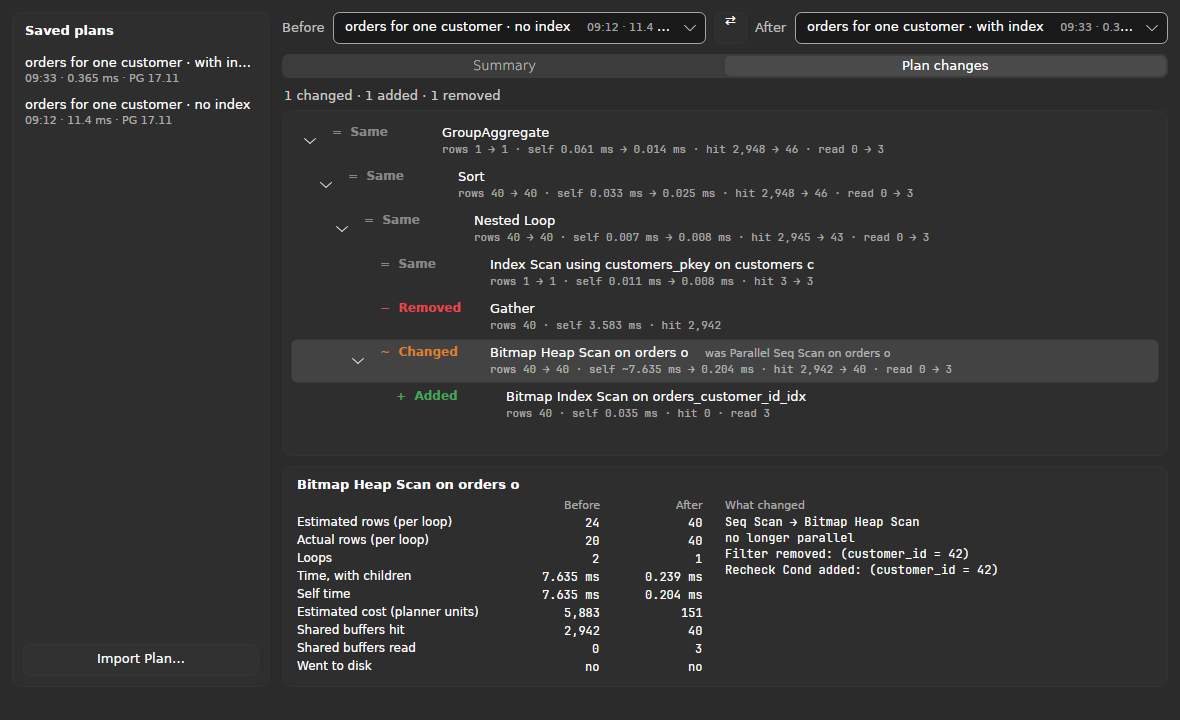 Saved plans
orders for one customer · with in...
09:33 · 0.365 ms · PG 17.11
orders for one customer · no index
09:12 · 11.4 ms · PG 17.11
Import Plan...
Before orders for one customer · no index 09:12 · 11.4 ... ⇄ After orders for one customer · with index 09:33 · 0.3...
Summary Plan changes
1 changed · 1 added · 1 removed
= Same GroupAggregate
rows 1 → 1 · self 0.061 ms → 0.014 ms · hit 2,948 → 46 · read 0 → 3
= Same Sort
rows 40 → 40 · self 0.033 ms → 0.025 ms · hit 2,948 → 46 · read 0 → 3
= Same Nested Loop
rows 40 → 40 · self 0.007 ms → 0.008 ms · hit 2,945 → 43 · read 0 → 3
= Same Index Scan using customers_pkey on customers c
rows 1 → 1 · self 0.011 ms → 0.008 ms · hit 3 → 3
− Removed Gather
rows 40 · self 3.583 ms · hit 2,942
~ Changed Bitmap Heap Scan on orders o was Parallel Seq Scan on orders o
rows 40 → 40 · self ~7.635 ms → 0.204 ms · hit 2,942 → 40 · read 0 → 3
+ Added Bitmap Index Scan on orders_customer_id_idx
rows 40 · self 0.035 ms · hit 0 · read 3
Bitmap Heap Scan on orders o
Before After
Estimated rows (per loop) 24 40
Actual rows (per loop) 20 40
Loops 2 1
Time, with children 7.635 ms 0.239 ms
Self time 7.635 ms 0.204 ms
Estimated cost (planner units) 5,883 151
Shared buffers hit 2,942 40
Shared buffers read 0 3
Went to disk no no
What changed
Seq Scan → Bitmap Heap Scan
no longer parallel
Filter removed: (customer_id = 42)
Recheck Cond added: (customer_id = 42)